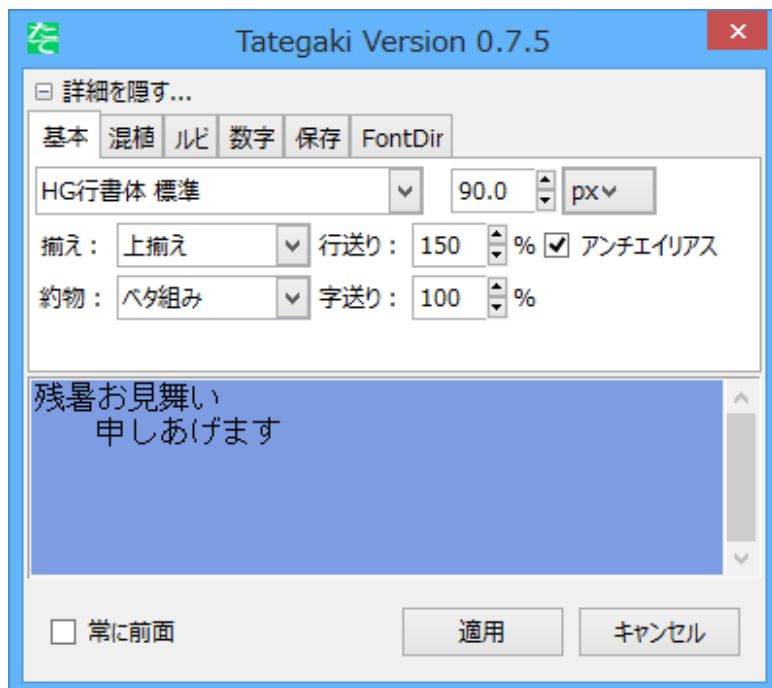 たて
Tategaki Version 0.7.5
詳細を隠す...
基本 混植 ルビ 数字 保存 FontDir
HG行書体 標準 90.0 px
揃え： 上揃え 行送り： 150 % アンチエイリアス
約物： ベタ組み 字送り： 100 %
残暑お見舞い
申しあげます
常に前面 適用 キャンセル